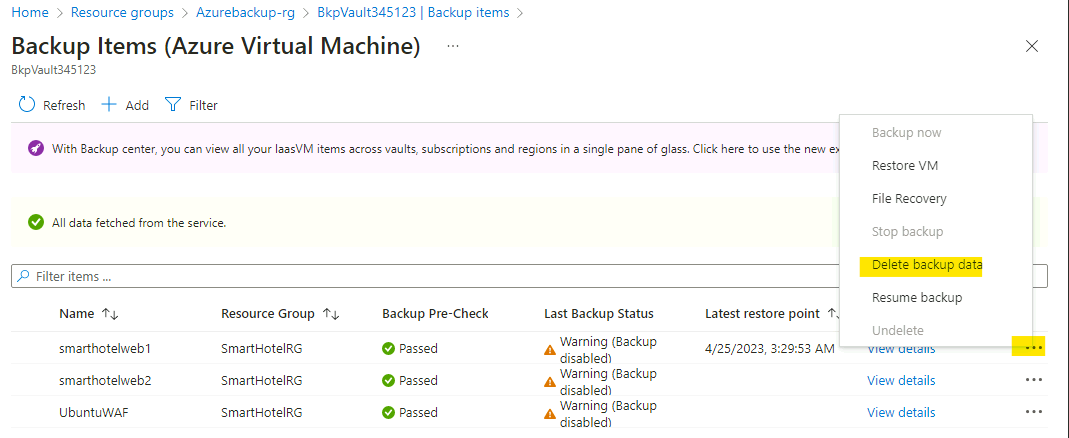 Home > Resource groups > Azurebackup-rg > BkpVault345123 | Backup items >
Backup Items (Azure Virtual Machine) ...
BkpVault345123
Refresh Add Filter
With Backup center, you can view all your IaasVM items across vaults, subscriptions and regions in a single pane of glass. Click here to use the new
All data fetched from the service.
Backup now
Restore VM
File Recovery
Stop backup
Delete backup data
Resume backup
Undelete
Filter items ...
Name Resource Group Backup Pre-Check Last Backup Status Latest restore point
smarthotelweb1 SmartHotelRG Passed Warning (Backup disabled) 4/25/2023, 3:29:53 AM View details
smarthotelweb2 SmartHotelRG Passed Warning (Backup disabled) View details
UbuntuWAF SmartHotelRG Passed Warning (Backup disabled) View details